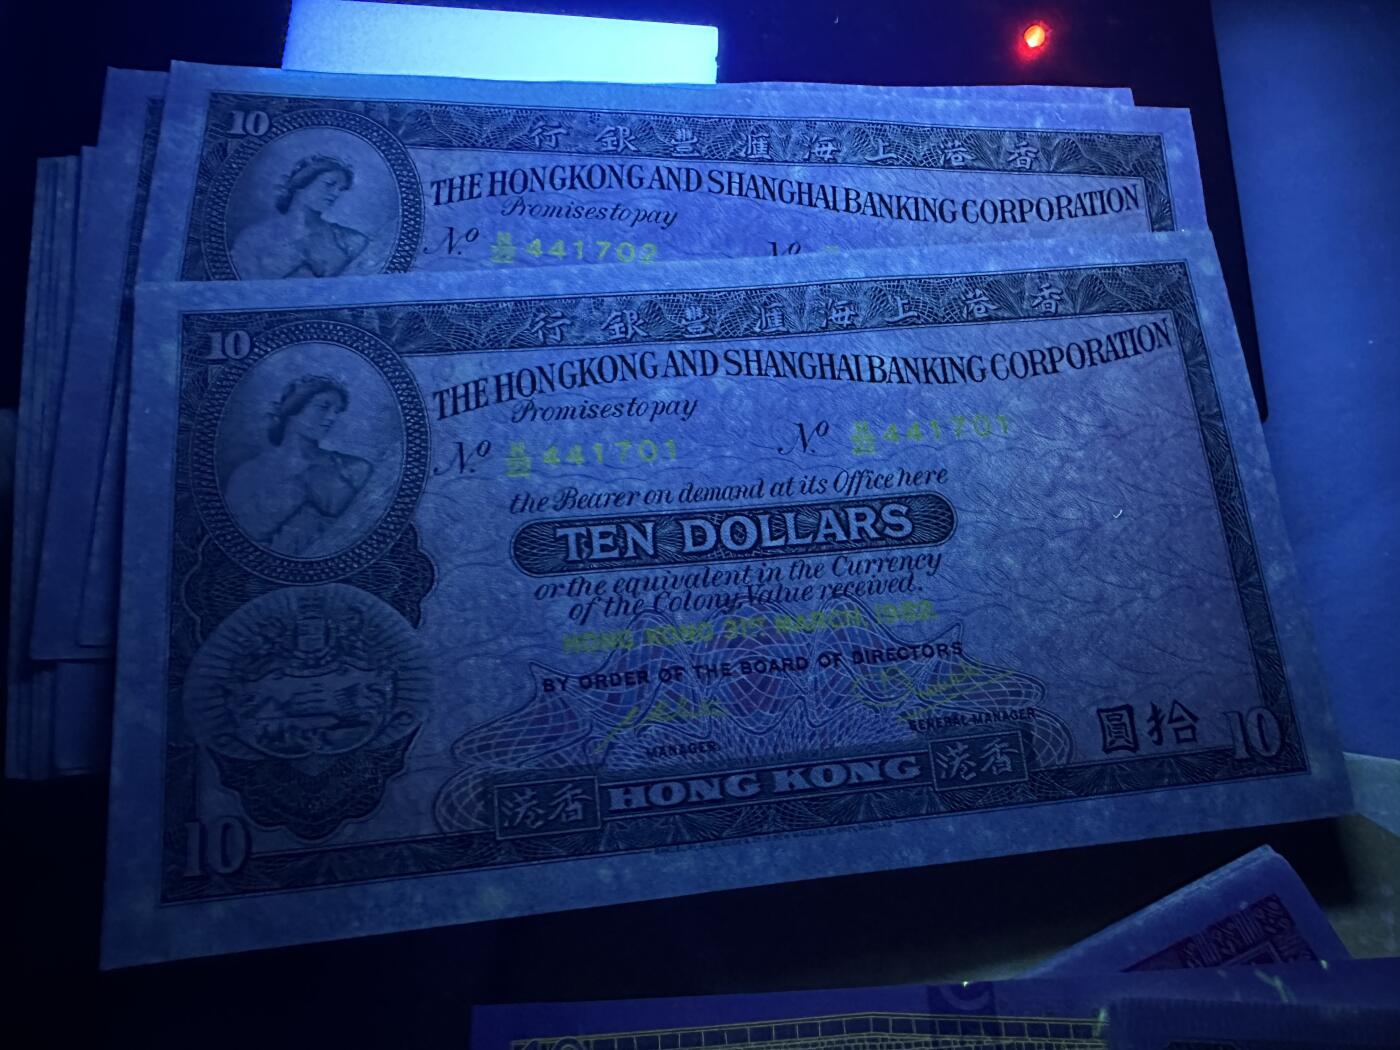 10
行銀豐滙海上港香
THE HONGKONG AND SHANGHAI BANKING CORPORATION
Promises to pay
No 441702 No
10
行銀豐滙海上港香
THE HONGKONG AND SHANGHAI BANKING CORPORATION
Promises to pay
No 441701 No 441701
the Bearer on demand at its Office here
TEN DOLLARS
or the equivalent in the Currency
of the Colony, Value received.
HONG KONG 31ST MARCH, 1982.
BY ORDER OF THE BOARD OF DIRECTORS
MANAGER. GENERAL MANAGER
圓拾 10
港香 HONG KONG 港香
10